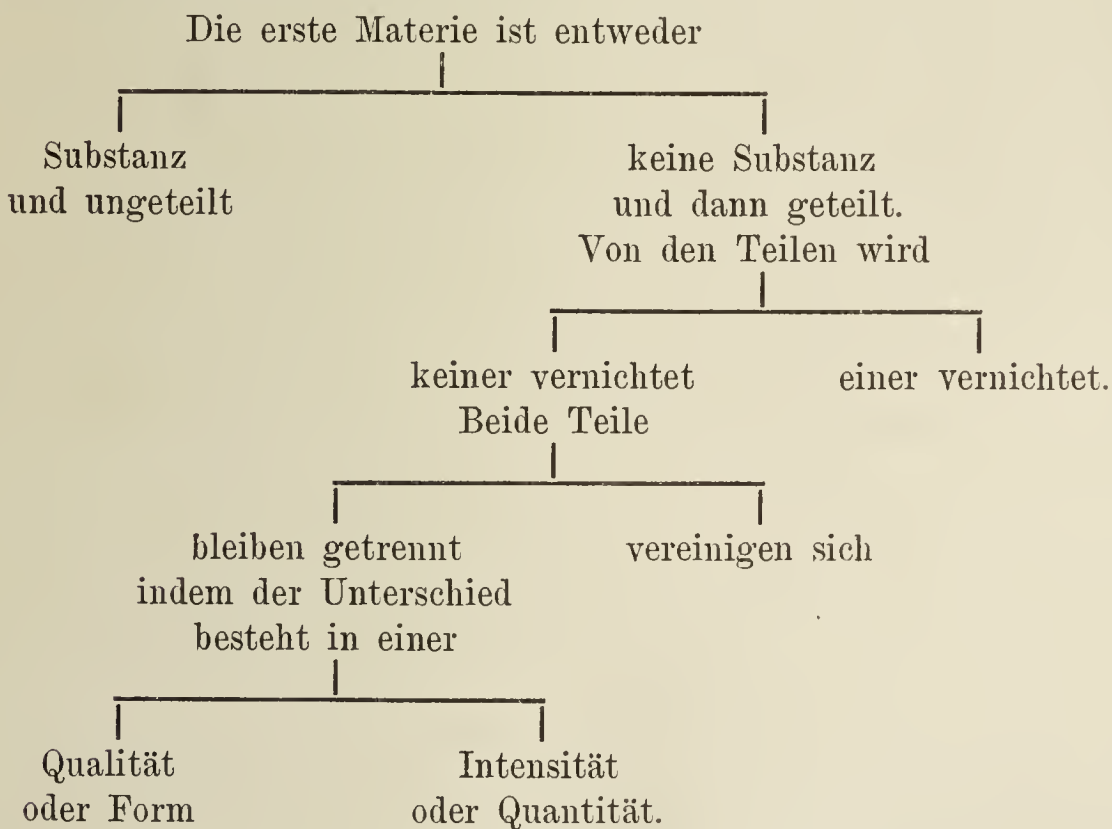 Die erste Materie ist entweder
Substanz
und ungeteilt
keine Substanz
und dann geteilt.
Von den Teilen wird
keiner vernichtet
Beide Teile
einer vernichtet.
bleiben getrennt
indem der Unterschied
besteht in einer
vereinigen sich
Qualität
oder Form
Intensität
oder Quantität.